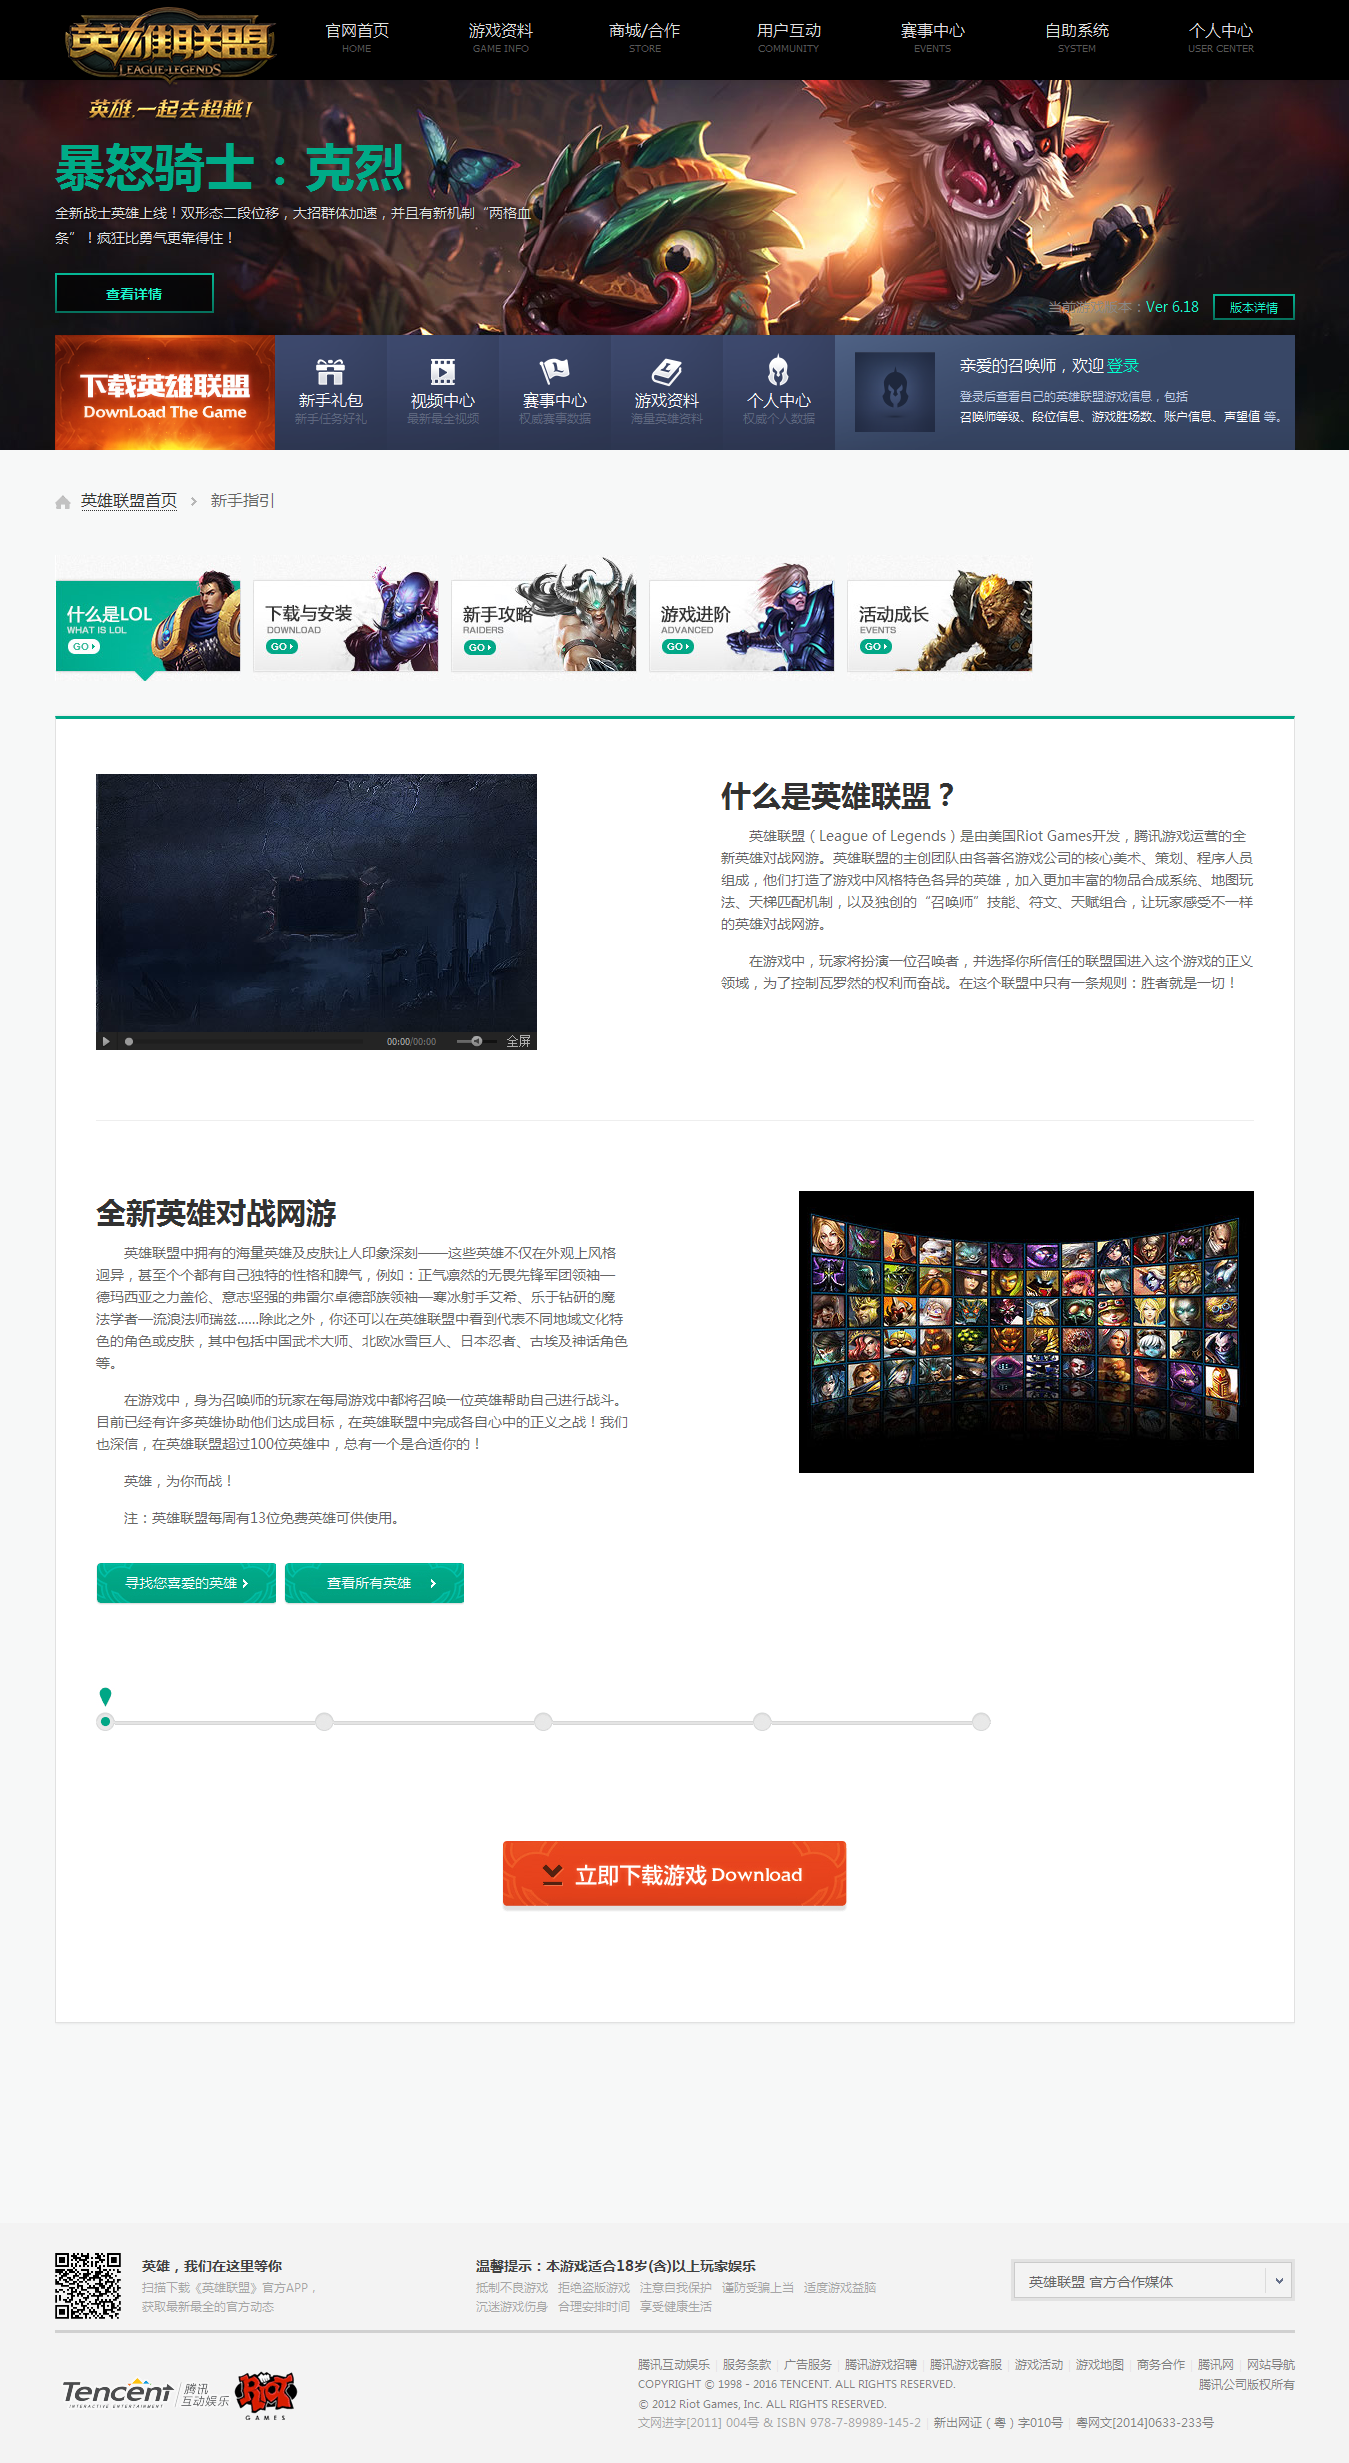 英雄联盟
LEAGUE of LEGENDS
官网首页 游戏资料 商城/合作 用户互动 赛事中心 自助系统 个人中心
HOME GAME INFO STORE COMMUNITY EVENTS SYSTEM USER CENTER
英雄,一起去超越!
暴怒骑士：克烈
全新战士英雄上线！双形态二段位移，大招群体加速，并且有新机制“两格血
条”！疯狂比勇气更靠得住！
查看详情
当前游戏版本：Ver 6.18 版本详情
下载英雄联盟
DownLoad The Game
新手礼包 视频中心 赛事中心 游戏资料 个人中心
新手任务好礼 最新最全视频 权威赛事数据 海量英雄资料 权威个人数据
亲爱的召唤师，欢迎登录
登录后查看自己的英雄联盟游戏信息，包括
召唤师等级、段位信息、游戏胜场数、账户信息、声望值 等。
英雄联盟首页 > 新手指引
什么是LOL 下载与安装 新手攻略 游戏进阶 活动成长
WHAT IS LOL DOWNLOAD RAIDERS ADVANCED EVENTS
GO GO GO GO GO
什么是英雄联盟？
英雄联盟（League of Legends）是由美国Riot Games开发，腾讯游戏运营的全
新英雄对战网游。英雄联盟的主创团队由各著名游戏公司的核心美术、策划、程序人员
组成，他们打造了游戏中风格特色各异的英雄，加入更加丰富的物品合成系统、地图玩
法、天梯匹配机制，以及独创的“召唤师”技能、符文、天赋组合，让玩家感受不一样
的英雄对战网游。
在游戏中，玩家将扮演一位召唤者，并选择你所信任的联盟国进入这个游戏的正义
领域，为了控制瓦罗然的权利而奋战。在这个联盟中只有一条规则：胜者就是一切！
00:00/00:00 全屏
全新英雄对战网游
英雄联盟中拥有的海量英雄及皮肤让人印象深刻——这些英雄不仅在外观上风格
迥异，甚至个个都有自己独特的性格和脾气，例如：正气凛然的无畏先锋军团领袖—
德玛西亚之力盖伦、意志坚强的弗雷尔卓德部族领袖—寒冰射手艾希、乐于钻研的魔
法学者—流浪法师瑞兹......除此之外，你还可以在英雄联盟中看到代表不同地域文化特
色的角色或皮肤，其中包括中国武术大师、北欧冰雪巨人、日本忍者、古埃及神话角色
等。
在游戏中，身为召唤师的玩家在每局游戏中都将召唤一位英雄帮助自己进行战斗。
目前已经有许多英雄协助他们达成目标，在英雄联盟中完成各自心中的正义之战！我们
也深信，在英雄联盟超过100位英雄中，总有一个是合适你的！
英雄，为你而战！
注：英雄联盟每周有13位免费英雄可供使用。
寻找您喜爱的英雄 查看所有英雄
立即下载游戏 Download
英雄，我们在这里等你
扫描下载《英雄联盟》官方APP，
获取最新最全的官方动态
温馨提示：本游戏适合18岁(含)以上玩家娱乐
抵制不良游戏 拒绝盗版游戏 注意自我保护 谨防受骗上当 适度游戏益脑
沉迷游戏伤身 合理安排时间 享受健康生活
英雄联盟 官方合作媒体
Tencent 腾讯
INTERACTIVE ENTERTAINMENT 互动娱乐
RIOT
GAMES
腾讯互动娱乐 | 服务条款 | 广告服务 | 腾讯游戏招聘 | 腾讯游戏客服 | 游戏活动 | 游戏地图 | 商务合作 | 腾讯网 | 网站导航
COPYRIGHT © 1998 - 2016 TENCENT. ALL RIGHTS RESERVED. 腾讯公司版权所有
© 2012 Riot Games, Inc. ALL RIGHTS RESERVED.
文网进字[2011] 004号 & ISBN 978-7-89989-145-2 | 新出网证（粤）字010号 | 粤网文[2014]0633-233号